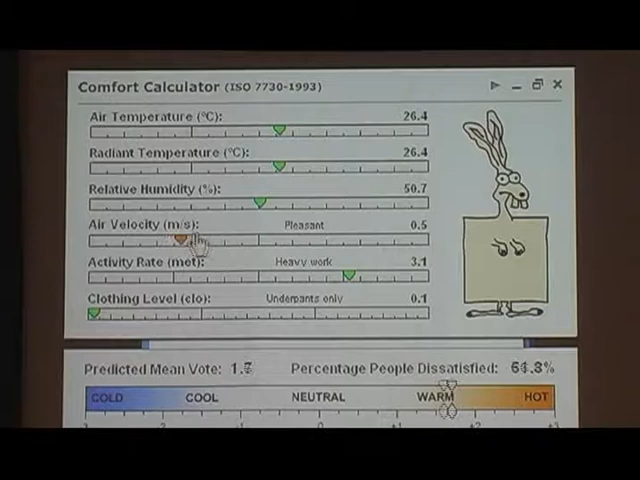 Comfort Calculator (ISO 7730-1993)
Air Temperature (°C): 26.4
Radiant Temperature (°C): 26.4
Relative Humidity (%): 50.7
Air Velocity (m/s): Pleasant 0.5
Activity Rate (met): Heavy work 3.1
Clothing Level (clo): Underpants only 0.1
Predicted Mean Vote: Percentage People Dissatisfied:
COLD COOL NEUTRAL WARM HOT